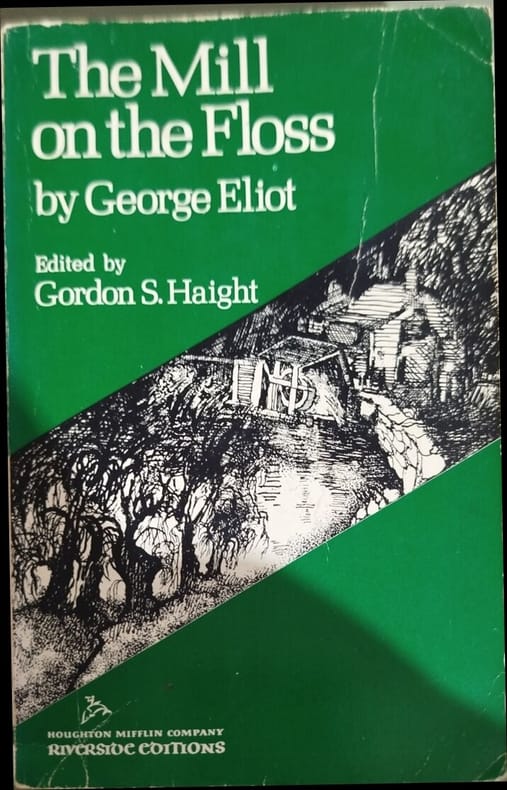 The Mill
on the Floss
by George Eliot
Edited by
Gordon S. Haight
HOUGHTON MIFFLIN COMPANY
RIVERSIDE EDITIONS